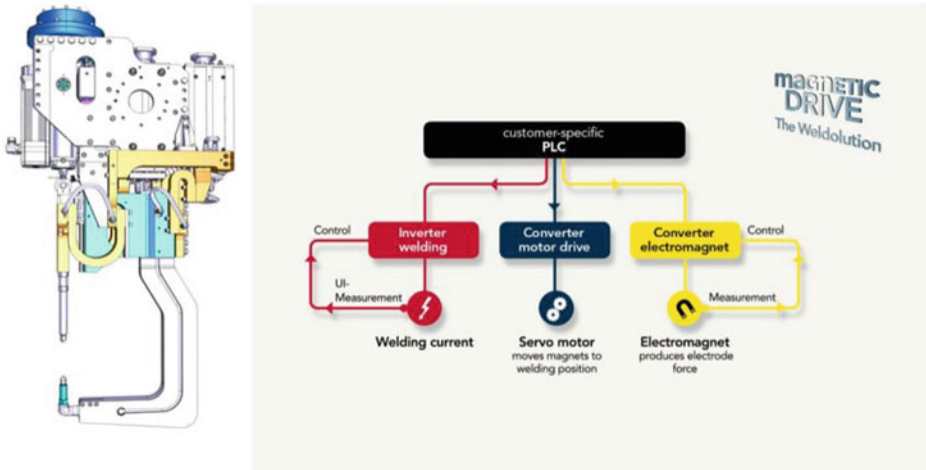 magnetic
DRIVE
The Weldolution
customer-specific
PLC
Control
Inverter
welding
Converter
motor drive
Converter
electromagnet
Control
UI-
Measurement
Measurement
Welding current
Servo motor
moves magnets to
welding position
Electromagnet
produces electrode
force